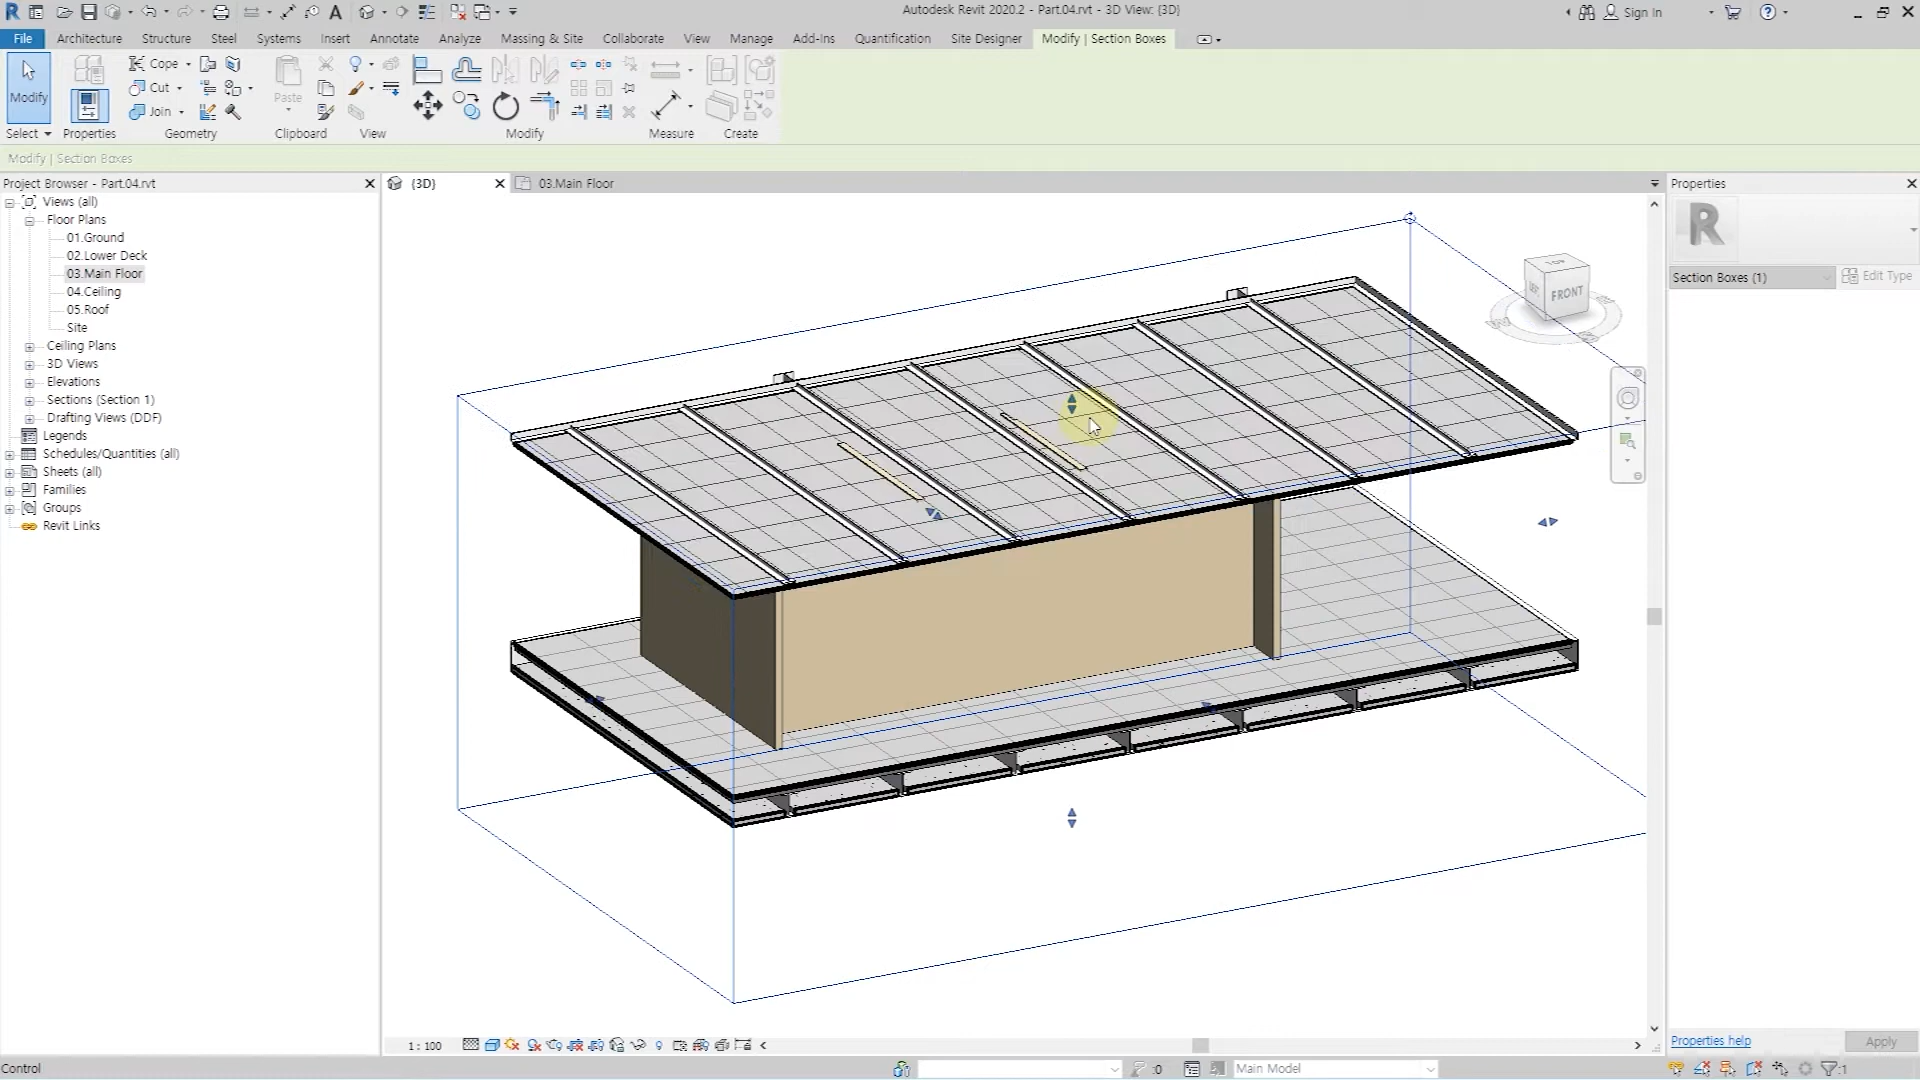 Autodesk Revit 2020.2 - Part.04.rvt - 3D View: {3D}
Sign In
File Architecture Structure Steel Systems Insert Annotate Analyze Massing & Site Collaborate View Manage Add-Ins Quantification Site Designer Modify | Section Boxes
Modify
Cope
Cut
Join
Paste
Select Properties Geometry Clipboard View Modify Measure Create
Modify | Section Boxes
Project Browser - Part.04.rvt
{3D}
03.Main Floor
Properties
Views (all)
Floor Plans
01.Ground
02.Lower Deck
03.Main Floor
04.Ceiling
05.Roof
Site
Ceiling Plans
3D Views
Elevations
Sections (Section 1)
Drafting Views (DDF)
Legends
Schedules/Quantities (all)
Sheets (all)
Families
Groups
Revit Links
TOP
FRONT
R
Section Boxes (1)
Edit Type
1 : 100
Properties help
Apply
Control
:0
Main Model
:1